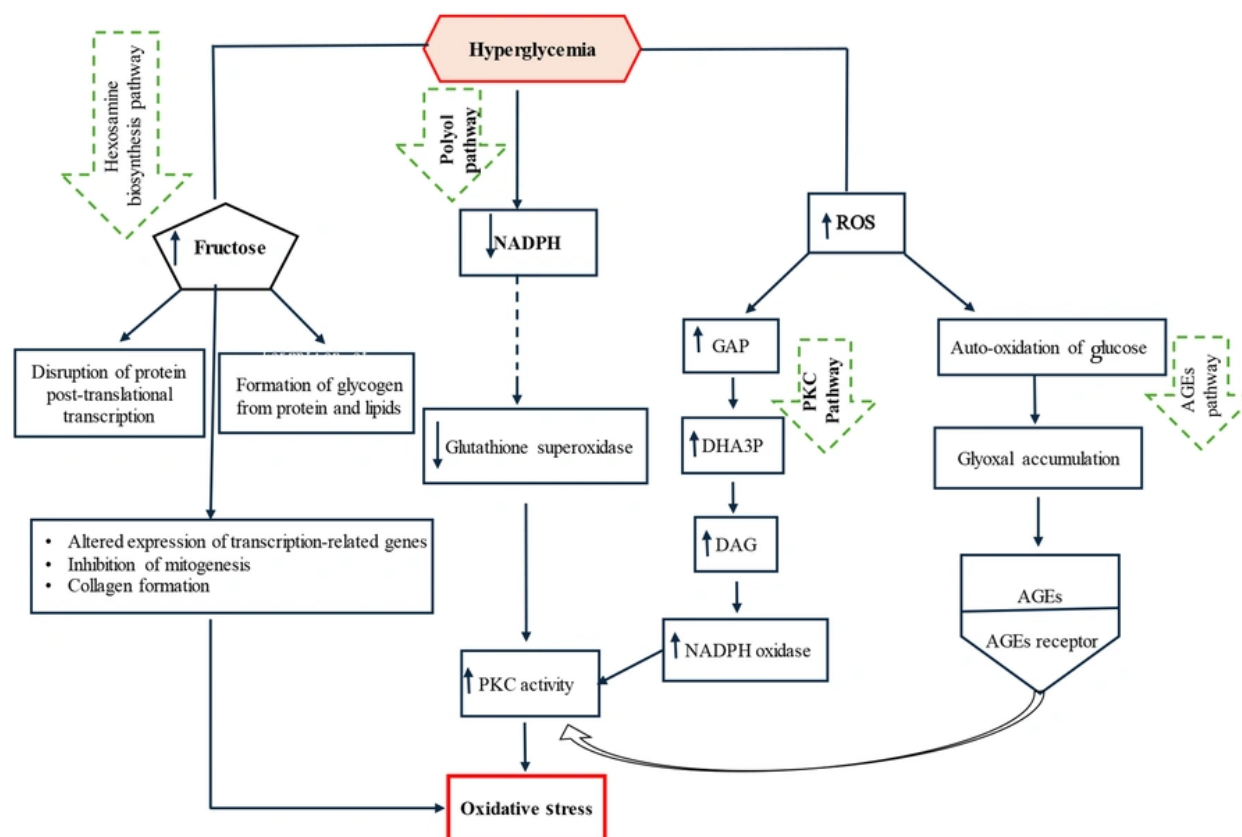 Hyperglycemia
Hexosamine
biosynthesis pathway
Polyol
pathway
Fructose
NADPH
ROS
Disruption of protein
post-translational
transcription
Formation of glycogen
from protein and lipids
GAP
PKC
Pathway
Auto-oxidation of glucose
AGEs
pathway
Glutathione superoxidase
DHA3P
Glyoxal accumulation
• Altered expression of transcription-related genes
• Inhibition of mitogenesis
• Collagen formation
DAG
AGEs
AGEs receptor
NADPH oxidase
PKC activity
Oxidative stress